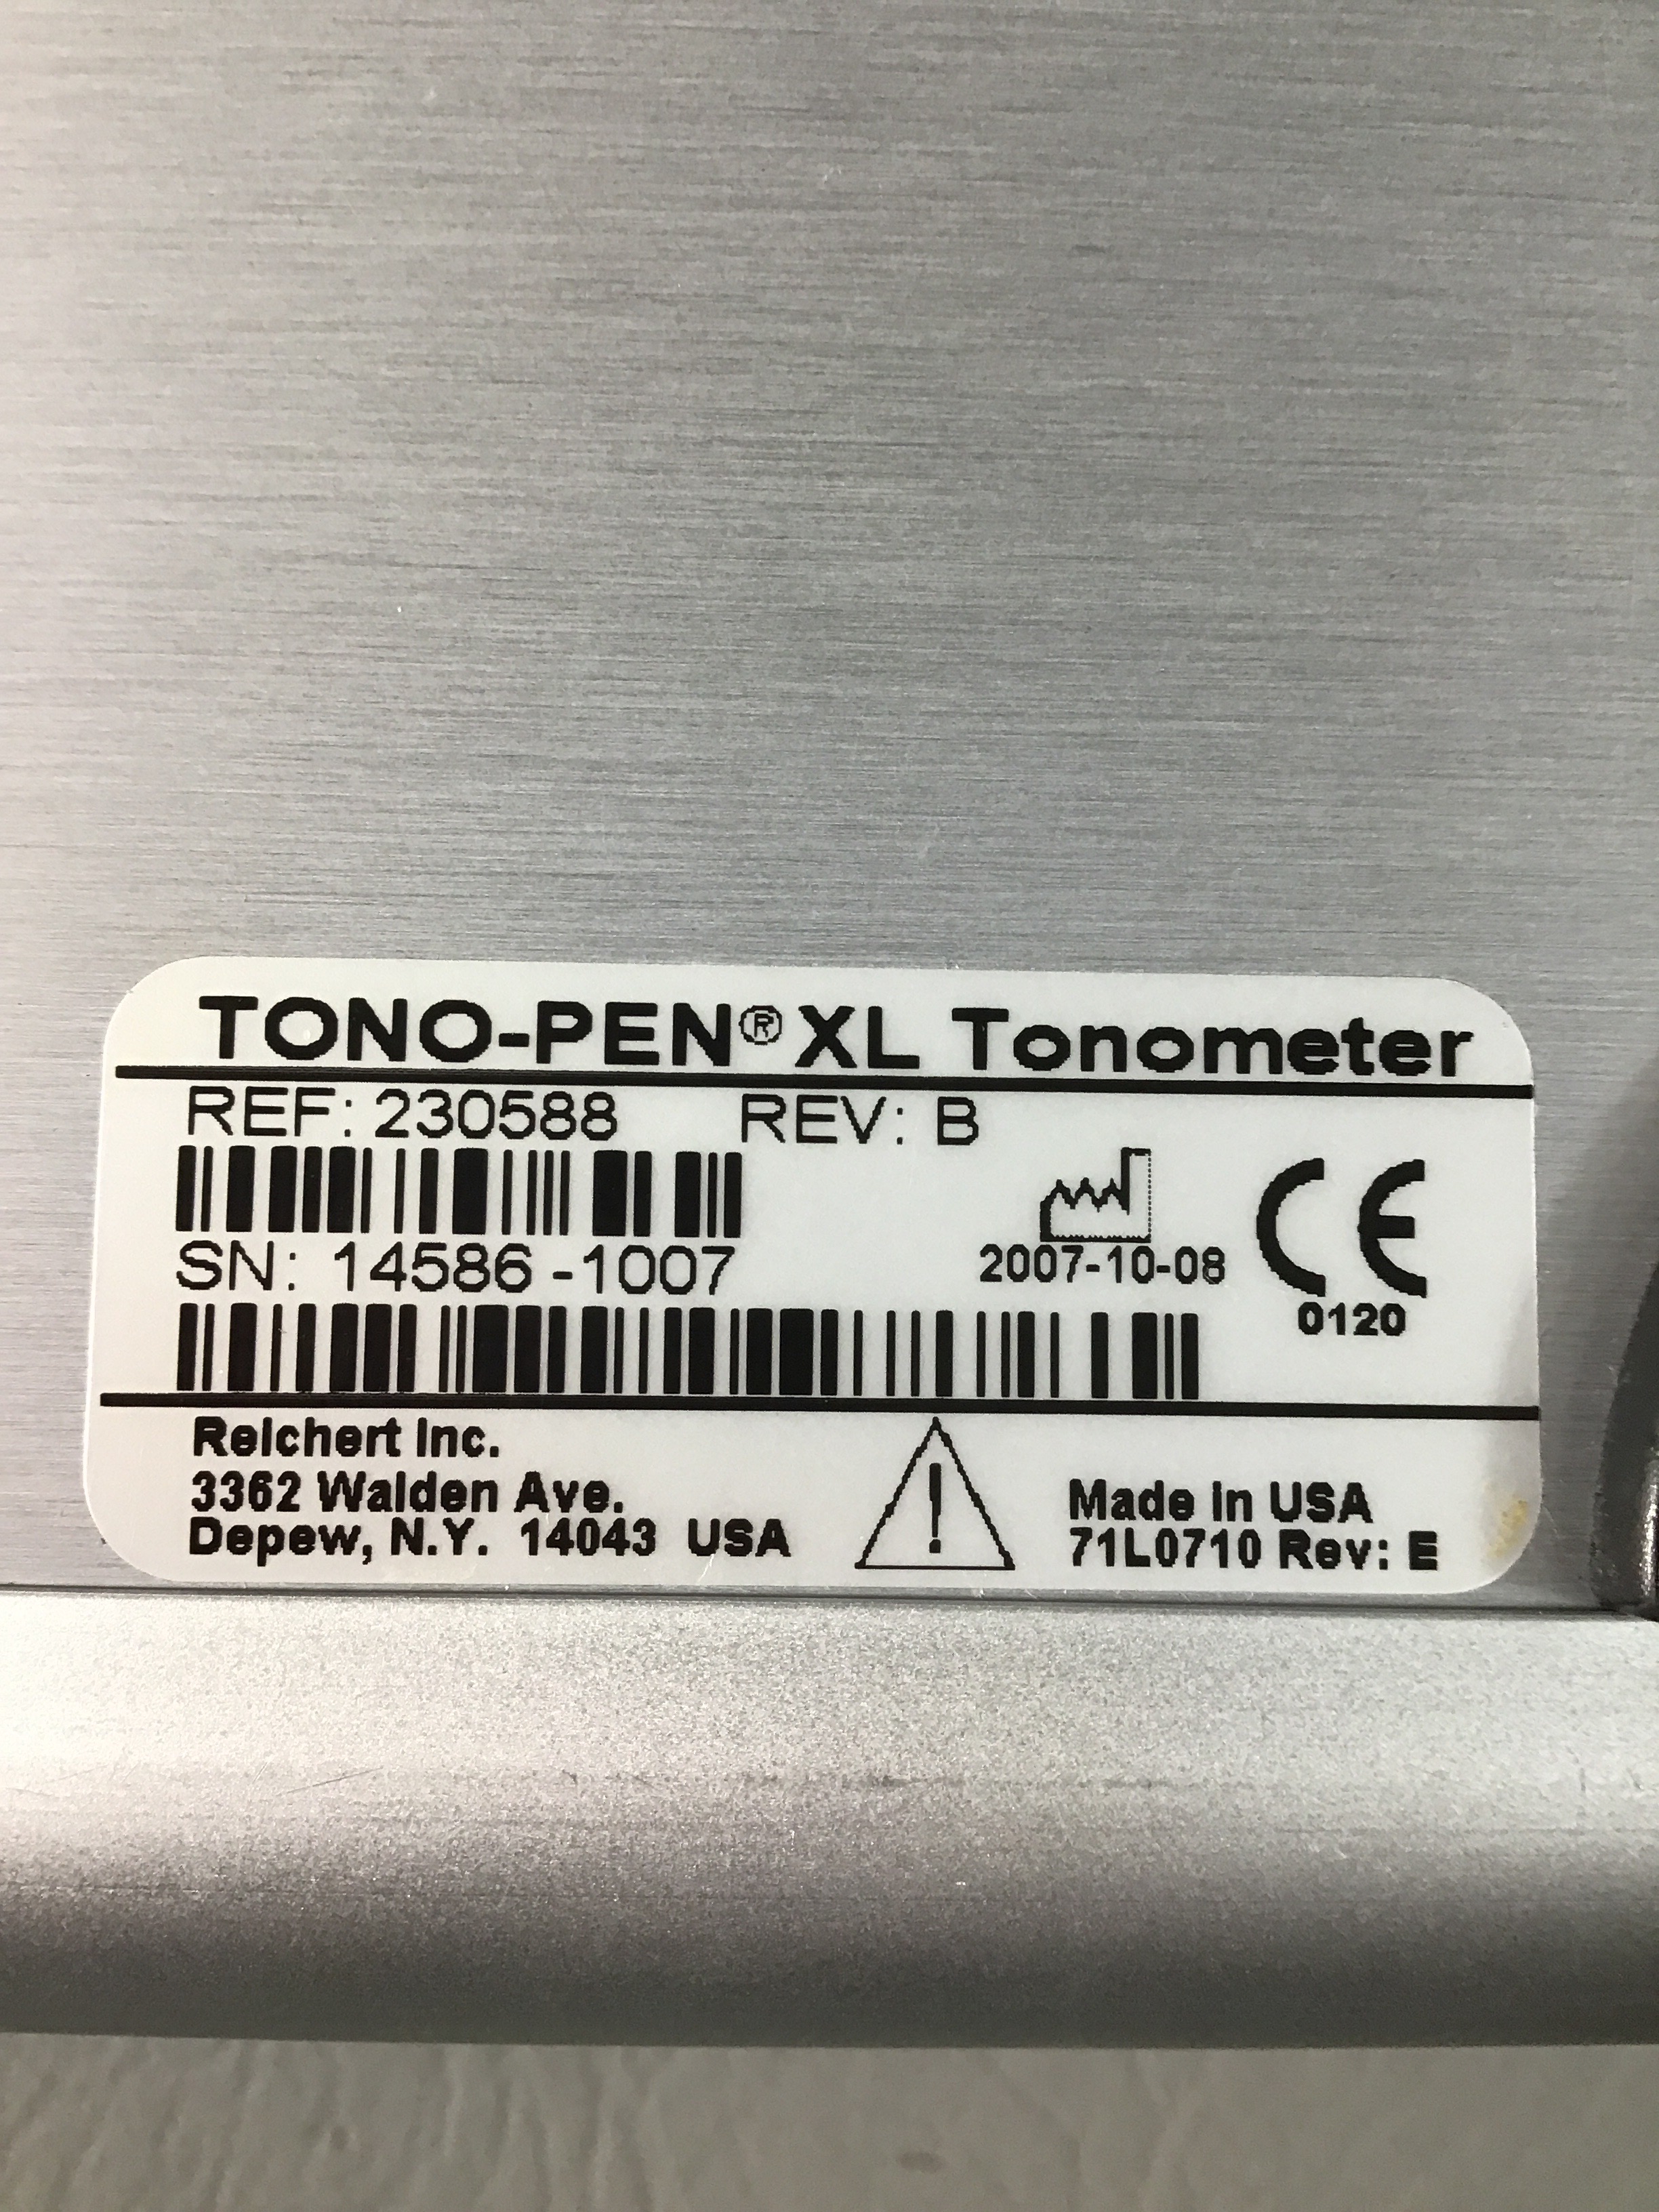 TONO-PEN® XL Tonometer
REF: 230588 REV: B
SN: 14586-1007
2007-10-08
CE
0120
Reichert Inc.
3362 Walden Ave.
Depew, N.Y. 14043 USA
!
Made in USA
71L0710 Rev: E